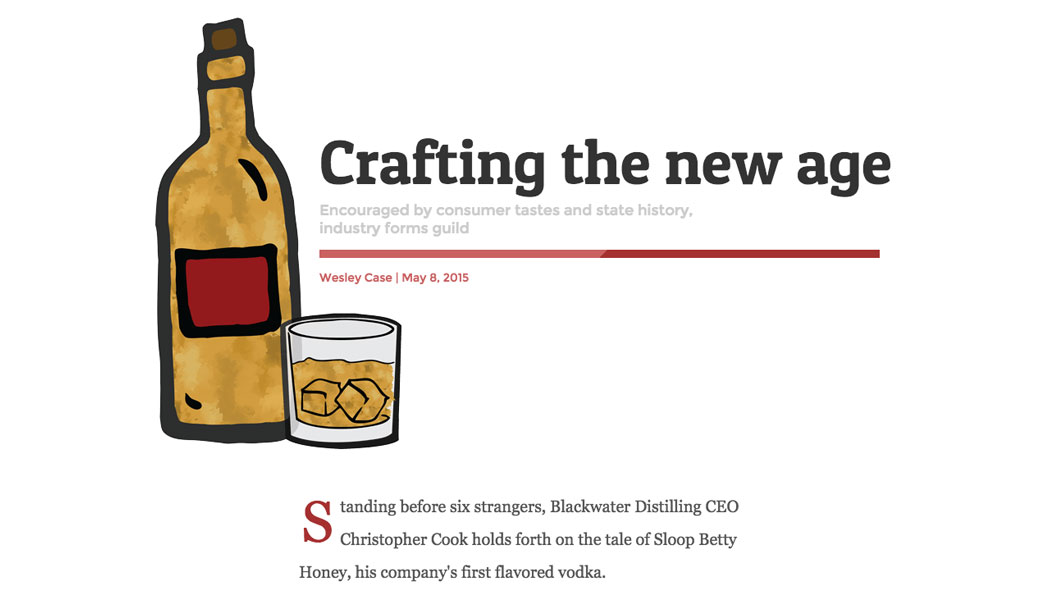 Crafting the new age
Encouraged by consumer tastes and state history,
industry forms guild
Wesley Case | May 8, 2015
Standing before six strangers, Blackwater Distilling CEO
Christopher Cook holds forth on the tale of Sloop Betty
Honey, his company's first flavored vodka.